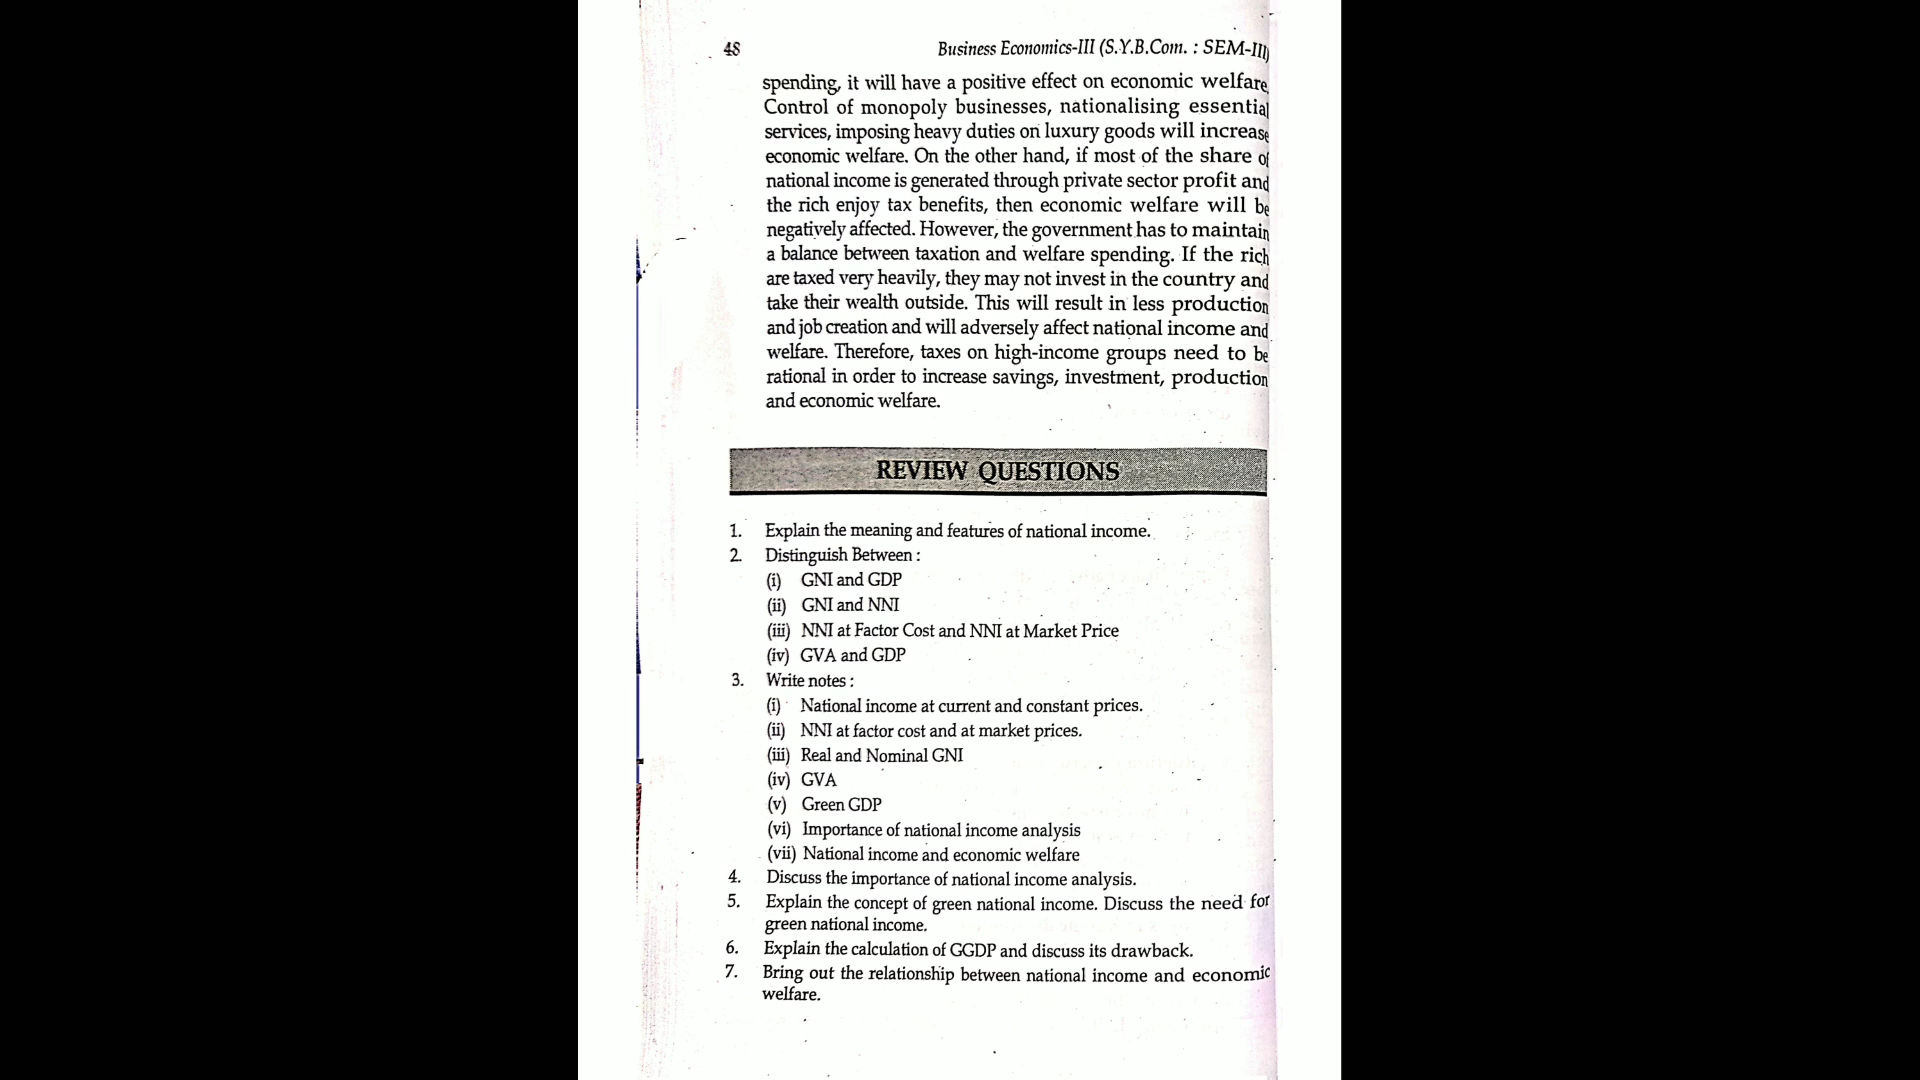 48
Business Economics-III (S.Y.B.Com. : SEM-III)
spending, it will have a positive effect on economic welfare.
Control of monopoly businesses, nationalising essential
services, imposing heavy duties on luxury goods will increase
economic welfare. On the other hand, if most of the share of
national income is generated through private sector profit and
the rich enjoy tax benefits, then economic welfare will be
negatively affected. However, the government has to maintain
a balance between taxation and welfare spending. If the rich
are taxed very heavily, they may not invest in the country and
take their wealth outside. This will result in less production
and job creation and will adversely affect national income and
welfare. Therefore, taxes on high-income groups need to be
rational in order to increase savings, investment, production
and economic welfare.
REVIEW QUESTIONS
1. Explain the meaning and features of national income.
2. Distinguish Between :
(i) GNI and GDP
(ii) GNI and NNI
(iii) NNI at Factor Cost and NNI at Market Price
(iv) GVA and GDP
3. Write notes :
(i) National income at current and constant prices.
(ii) NNI at factor cost and at market prices.
(iii) Real and Nominal GNI
(iv) GVA
(v) Green GDP
(vi) Importance of national income analysis
(vii) National income and economic welfare
4. Discuss the importance of national income analysis.
5. Explain the concept of green national income. Discuss the need for
green national income.
6. Explain the calculation of GGDP and discuss its drawback.
7. Bring out the relationship between national income and economic
welfare.